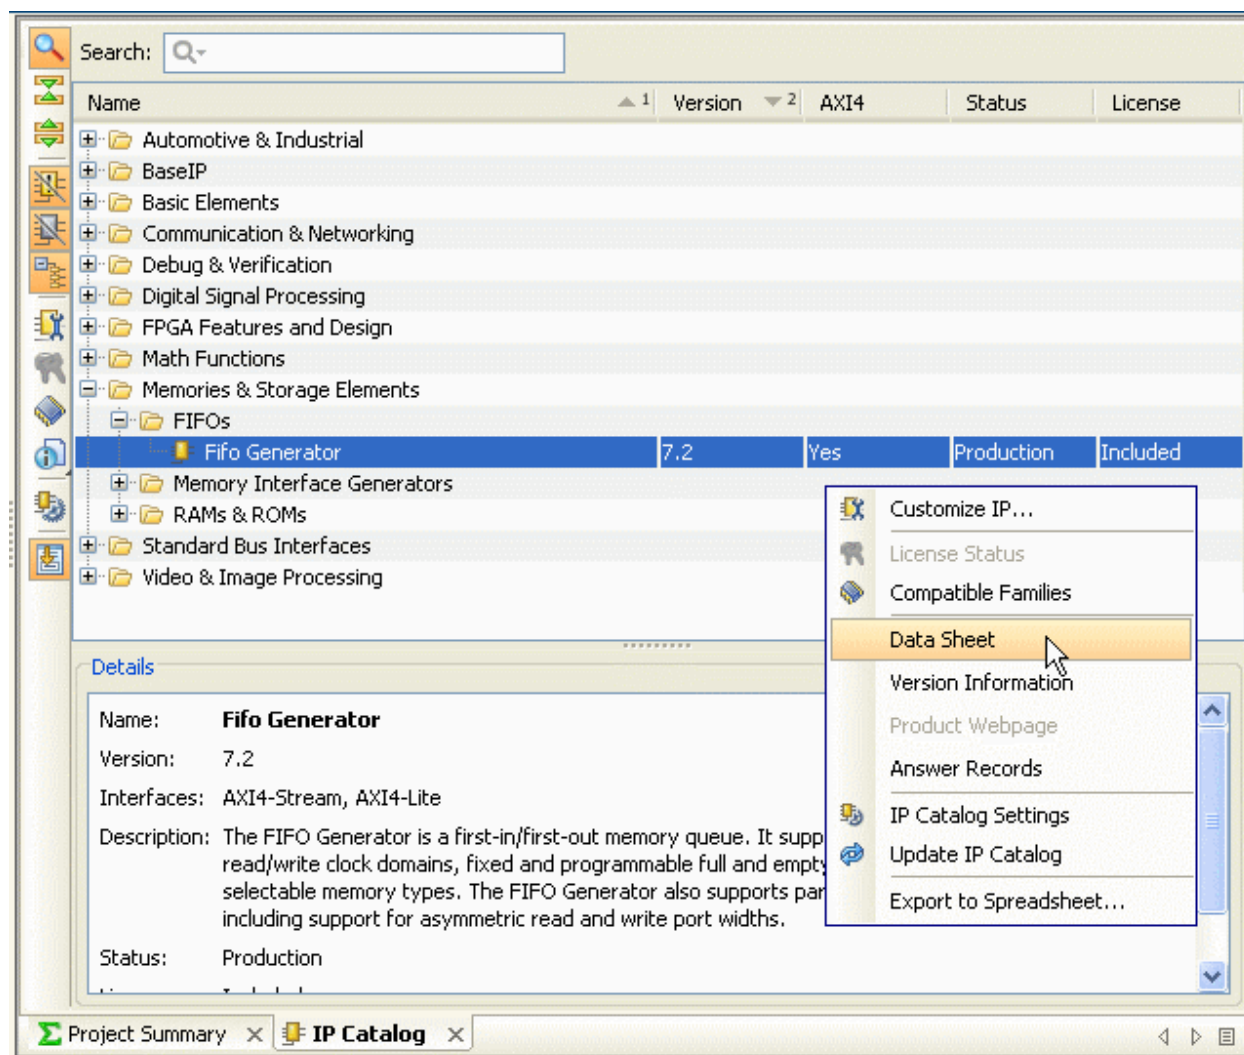 Search:
Name 1 Version 2 AXI4 Status License
Automotive & Industrial
BaseIP
Basic Elements
Communication & Networking
Debug & Verification
Digital Signal Processing
FPGA Features and Design
Math Functions
Memories & Storage Elements
FIFOs
Fifo Generator 7.2 Yes Production Included
Memory Interface Generators
RAMs & ROMs
Standard Bus Interfaces
Video & Image Processing
Customize IP...
License Status
Compatible Families
Data Sheet
Version Information
Product Webpage
Answer Records
IP Catalog Settings
Update IP Catalog
Export to Spreadsheet...
Details
Name: Fifo Generator
Version: 7.2
Interfaces: AXI4-Stream, AXI4-Lite
Description: The FIFO Generator is a first-in/first-out memory queue. It supp
read/write clock domains, fixed and programmable full and empty
selectable memory types. The FIFO Generator also supports par
including support for asymmetric read and write port widths.
Status: Production
Project Summary IP Catalog